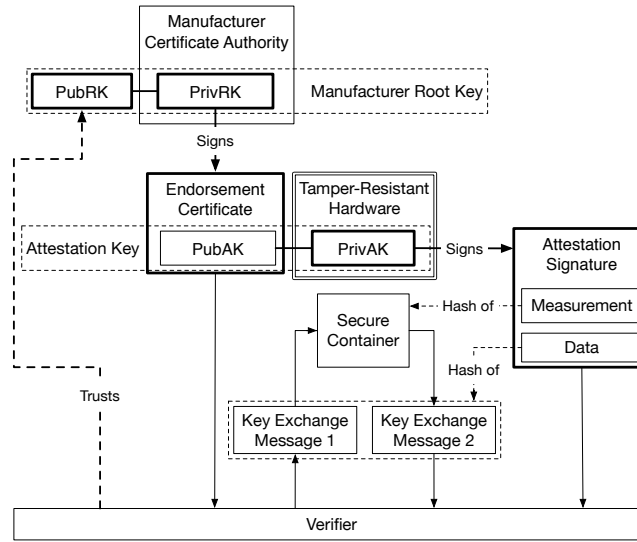 Manufacturer
Certificate Authority
PubRK
PrivRK
Manufacturer Root Key
Signs
Endorsement
Certificate
Tamper-Resistant
Hardware
Attestation Key
PubAK
PrivAK
Signs
Attestation
Signature
Measurement
Data
Hash of
Secure
Container
Hash of
Trusts
Key Exchange
Message 1
Key Exchange
Message 2
Verifier